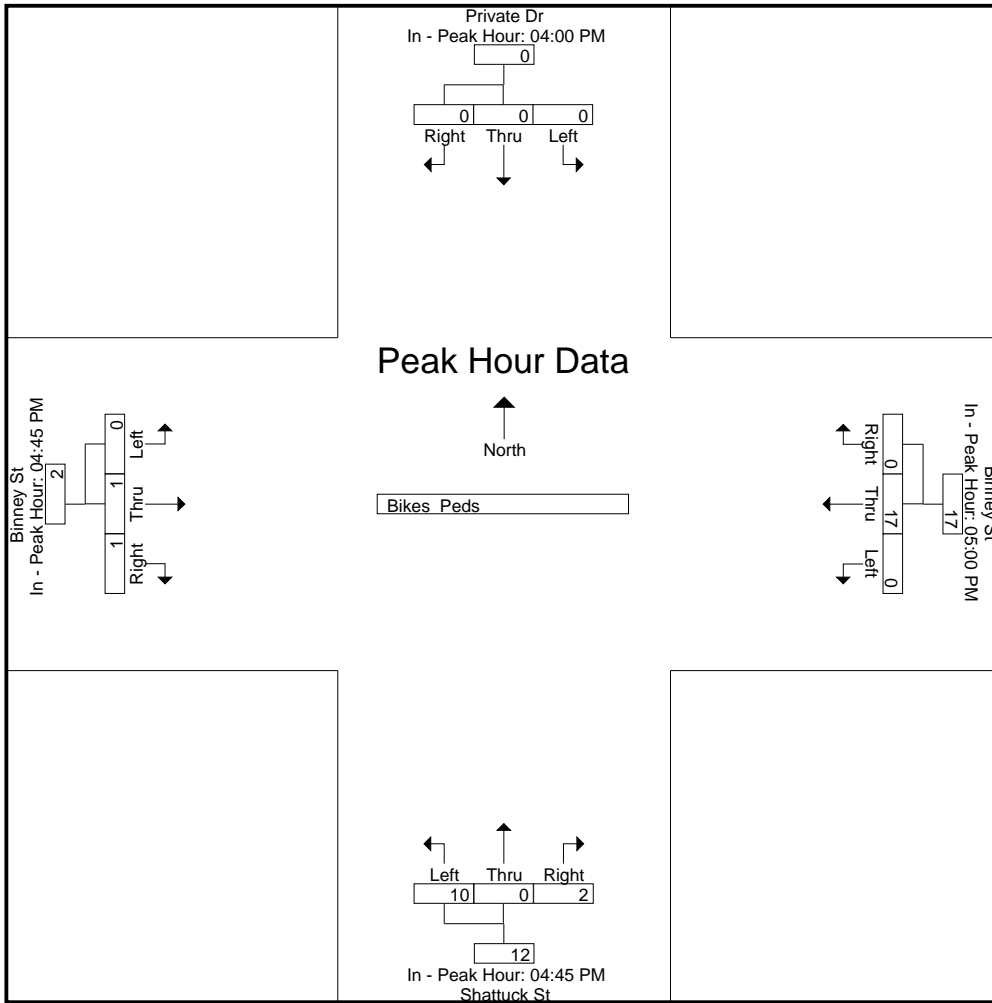 Private Dr
In - Peak Hour: 04:00 PM
0
0 0 0
Right Thru Left
Peak Hour Data
North
Bikes Peds
Binney St
In - Peak Hour: 04:45 PM
2
0 1 1
Left Thru Right
Binney St
In - Peak Hour: 05:00 PM
17
0 17 0
Right Thru Left
Left Thru Right
10 0 2
12
In - Peak Hour: 04:45 PM
Shattuck St